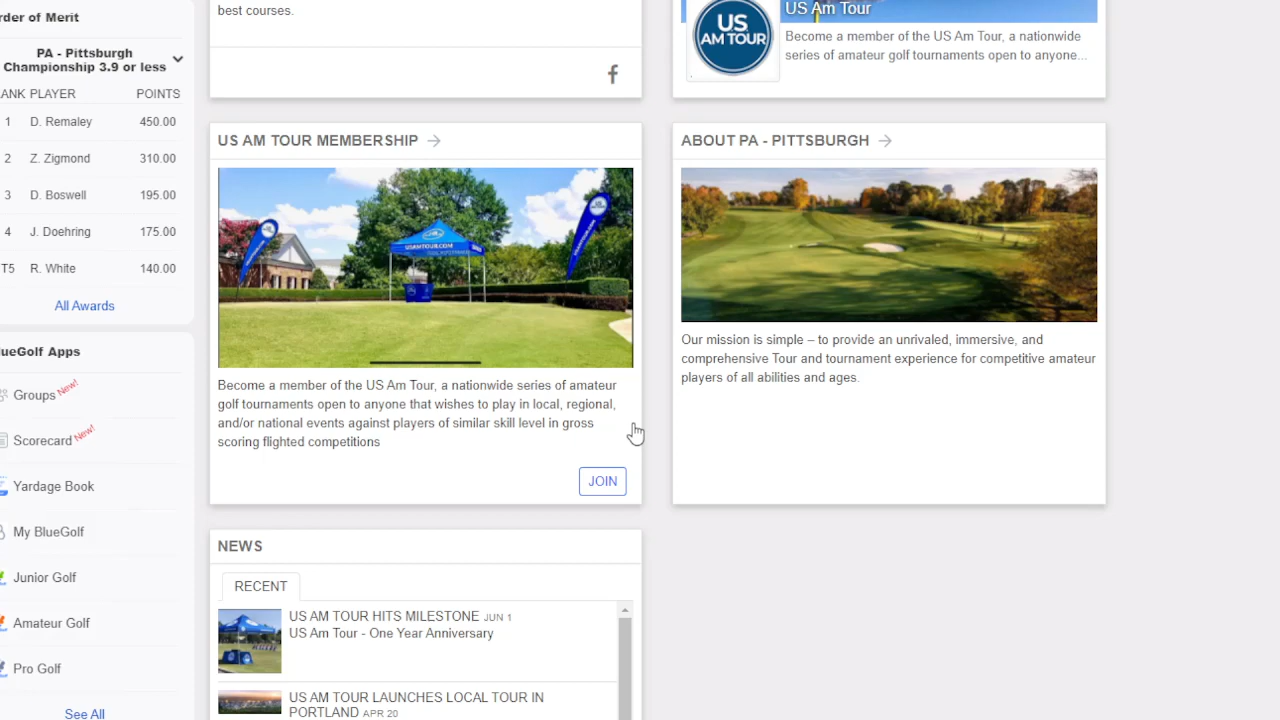 rder of Merit
PA - Pittsburgh
Championship 3.9 or less
ANK PLAYER POINTS
1 D. Remaley 450.00
2 Z. Zigmond 310.00
3 D. Boswell 195.00
4 J. Doehring 175.00
T5 R. White 140.00
All Awards
lueGolf Apps
Groups New!
Scorecard New!
Yardage Book
My BlueGolf
Junior Golf
Amateur Golf
Pro Golf
See All
best courses.
US AM TOUR
US Am Tour
Become a member of the US Am Tour, a nationwide
series of amateur golf tournaments open to anyone...
US AM TOUR MEMBERSHIP
USAMTOUR.COM
Become a member of the US Am Tour, a nationwide series of amateur
golf tournaments open to anyone that wishes to play in local, regional,
and/or national events against players of similar skill level in gross
scoring flighted competitions
JOIN
ABOUT PA - PITTSBURGH
Our mission is simple – to provide an unrivaled, immersive, and
comprehensive Tour and tournament experience for competitive amateur
players of all abilities and ages.
NEWS
RECENT
US AM TOUR HITS MILESTONE JUN 1
US Am Tour - One Year Anniversary
US AM TOUR LAUNCHES LOCAL TOUR IN
PORTLAND APR 20